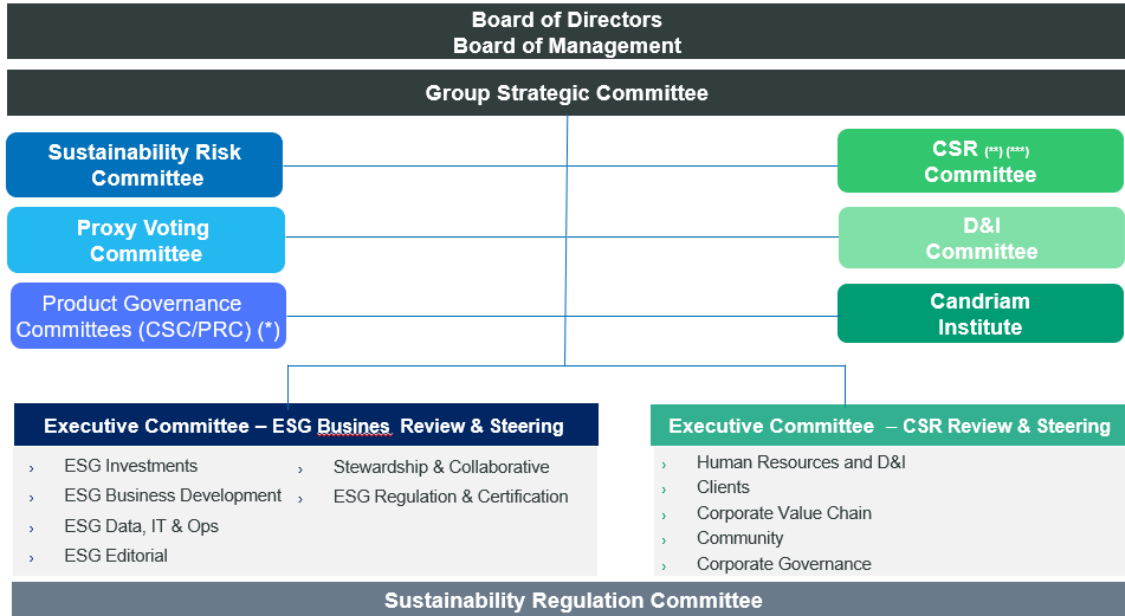 Board of Directors
Board of Management
Group Strategic Committee
Sustainability Risk
Committee
CSR (**) (***)
Committee
Proxy Voting
Committee
D&I
Committee
Product Governance
Committees (CSC/PRC) (*)
Candriam
Institute
Executive Committee – ESG Busines Review & Steering
› ESG Investments
› ESG Business Development
› ESG Data, IT & Ops
› ESG Editorial
› Stewardship & Collaborative
› ESG Regulation & Certification
Executive Committee – CSR Review & Steering
› Human Resources and D&I
› Clients
› Corporate Value Chain
› Community
› Corporate Governance
Sustainability Regulation Committee